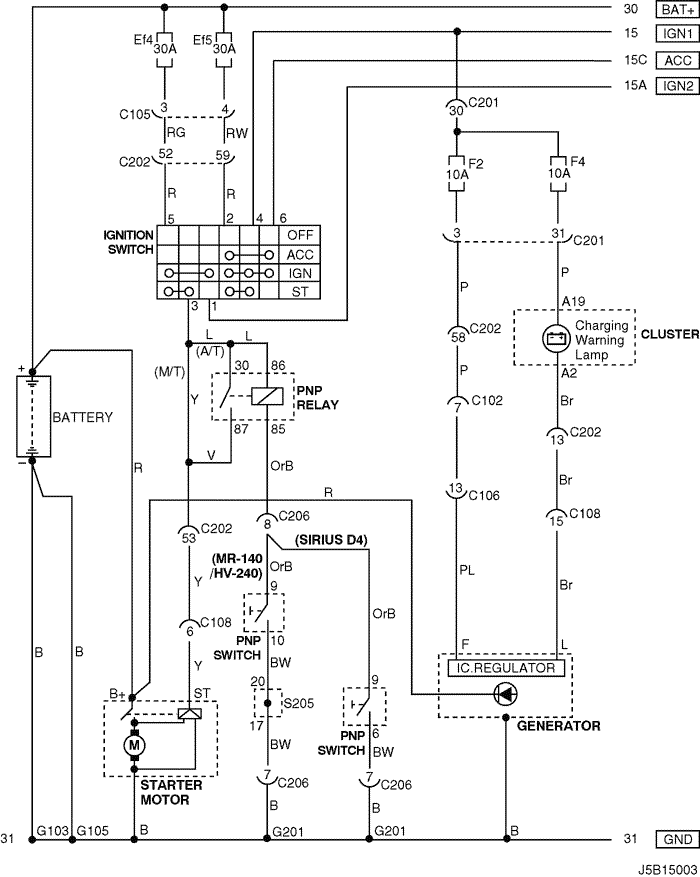 30 BAT+
Ef4 Ef5 15 IGN1
30A 30A
15C ACC
15A IGN2
3 4 C201
C105 30
RG RW
C202 52 59 F2 F4
10A 10A
R R
5 2 4 6
IGNITION OFF 3 31
SWITCH ACC C201
IGN
ST P P
3 1 A19
L L C202 Charging CLUSTER
(A/T) 58 Warning
Lamp
(M/T) 30 86 P A2
+ PNP
Y RELAY Br
BATTERY 7 C102
87 85 C202
− V 13
R OrB Br
R 13 C106
C206 C108
8 15
C202 (SIRIUS D4)
53
(MR-140 OrB
/HV-240) PL
Y 9 Br
OrB
C108
6
PNP 10
SWITCH F L
B B Y BW
IC.REGULATOR
20 9
B+ ST S205
17
PNP 6 GENERATOR
M BW SWITCH
BW
7 7
STARTER C206 C206
MOTOR
B B
31 G103 G105 B G201 G201 B 31 GND
J5B15003